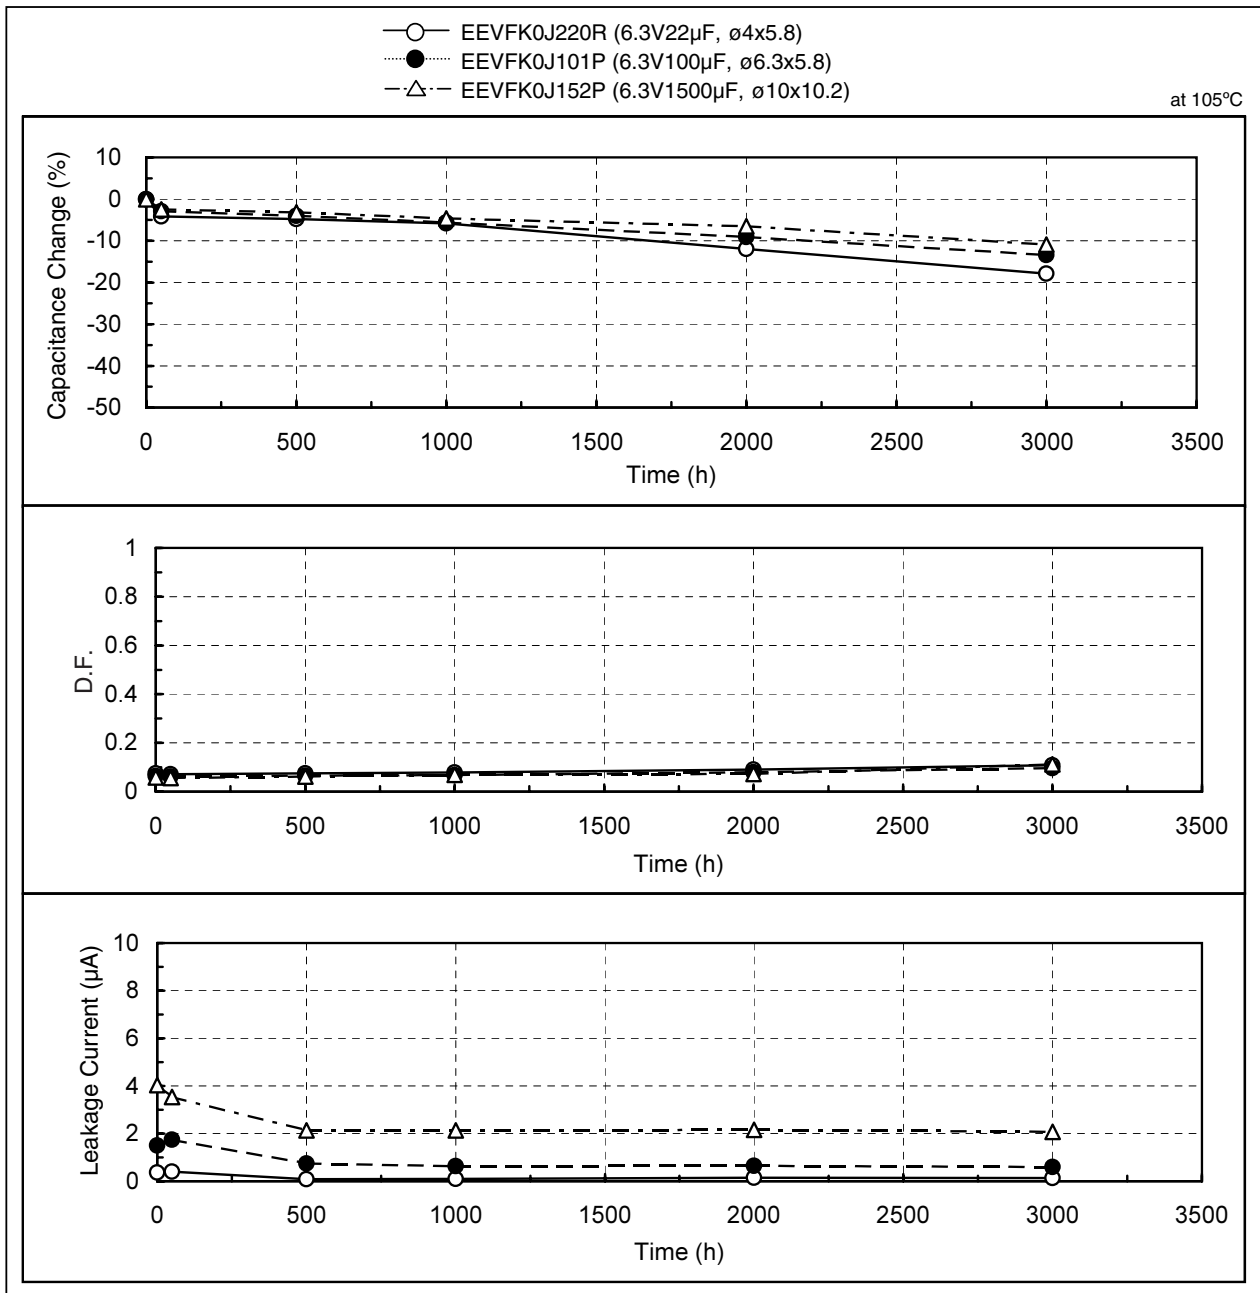 EEVFK0J220R (6.3V22µF, ø4x5.8)
EEVFK0J101P (6.3V100µF, ø6.3x5.8)
EEVFK0J152P (6.3V1500µF, ø10x10.2)
at 105ºC
Capacitance Change (%)
10
0
-10
-20
-30
-40
-50
0 500 1000 1500 2000 2500 3000 3500
Time (h)
D.F.
1
0.8
0.6
0.4
0.2
0
0 500 1000 1500 2000 2500 3000 3500
Time (h)
Leakage Current (µA)
10
8
6
4
2
0
0 500 1000 1500 2000 2500 3000 3500
Time (h)